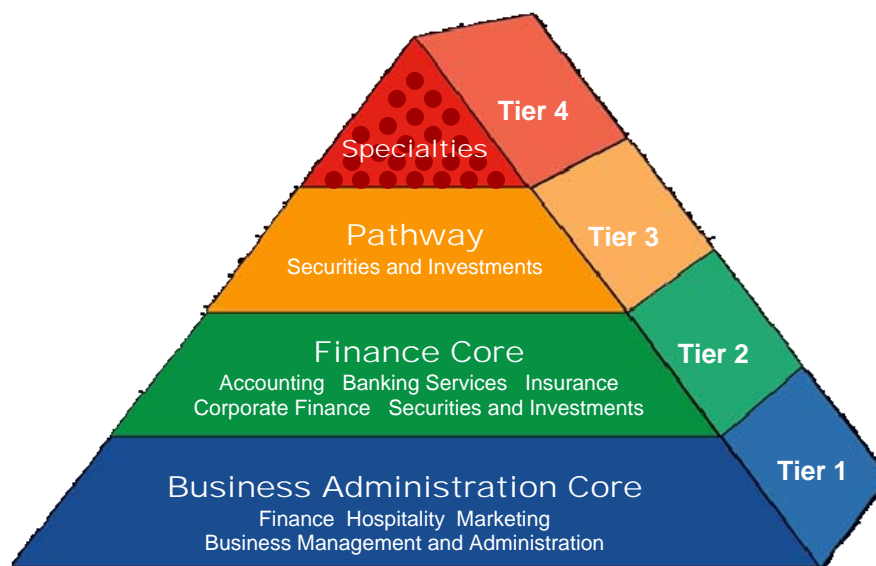 Specialties
Tier 4
Pathway
Securities and Investments
Tier 3
Finance Core
Accounting Banking Services Insurance
Corporate Finance Securities and Investments
Tier 2
Business Administration Core
Finance Hospitality Marketing
Business Management and Administration
Tier 1